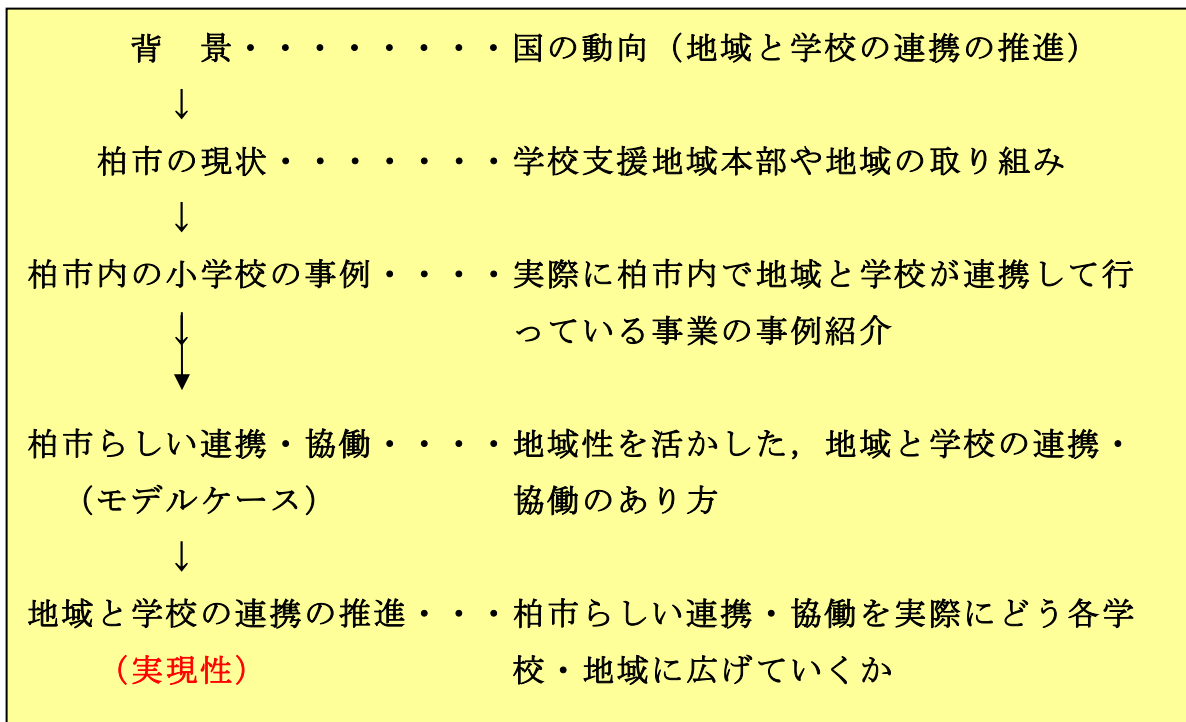 背　景・・・・・・・・国の動向（地域と学校の連携の推進）
↓
柏市の現状・・・・・・・学校支援地域本部や地域の取り組み
↓
柏市内の小学校の事例・・・・実際に柏市内で地域と学校が連携して行
↓　っている事業の事例紹介
柏市らしい連携・協働・・・・地域性を活かした，地域と学校の連携・
（モデルケース）　協働のあり方
↓
地域と学校の連携の推進・・・柏市らしい連携・協働を実際にどう各学
（実現性）　校・地域に広げていくか